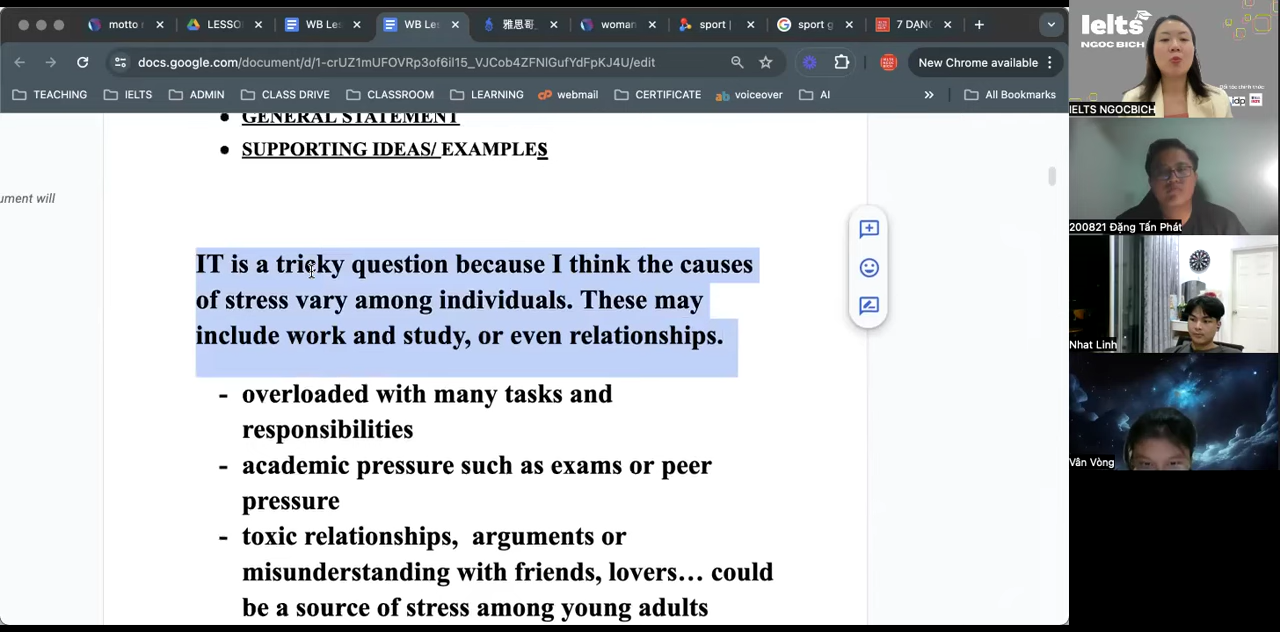 motto
LESSO
WB Le
WB Les
雅思哥
woman
sport |
sport g
7 DẠNG
docs.google.com/document/d/1-crUZ1mUFOVRp3of6il15_VJCob4ZFNlGufYdFpKJ4U/edit
New Chrome available
TEACHING
IELTS
ADMIN
CLASS DRIVE
CLASSROOM
LEARNING
webmail
CERTIFICATE
voiceover
AI
»
All Bookmarks
ument will
● GENERAL STATEMENT
● SUPPORTING IDEAS/ EXAMPLES
IT is a tricky question because I think the causes
of stress vary among individuals. These may
include work and study, or even relationships.
- overloaded with many tasks and
responsibilities
- academic pressure such as exams or peer
pressure
- toxic relationships,  arguments or
misunderstanding with friends, lovers… could
be a source of stress among young adults
Ielts
NGOC BICH
idp
IELTS NGOCBICH
200821 Đặng Tấn Phát
Nhat Linh
Vân Vòng